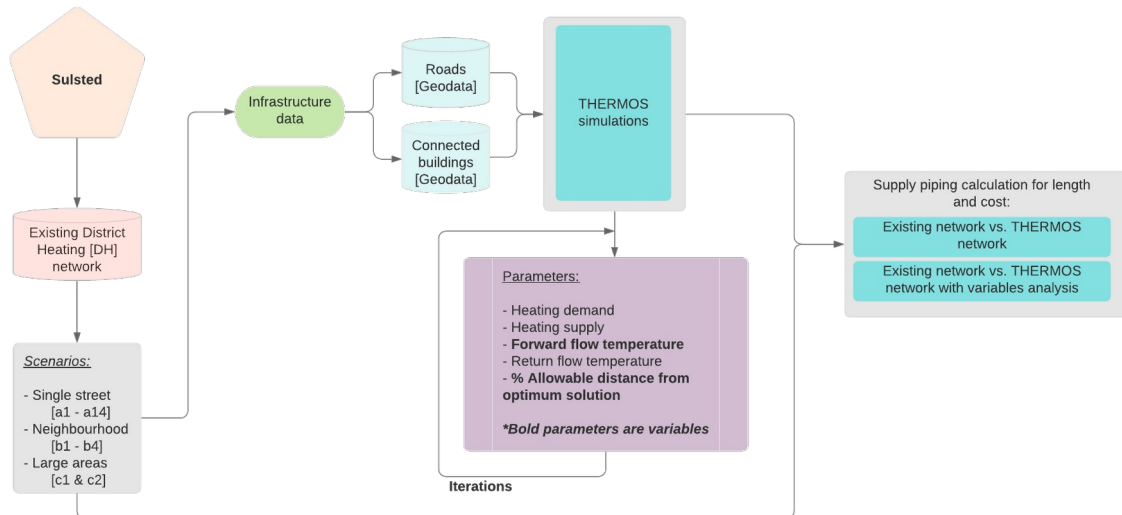 Sulsted
Existing District
Heating [DH]
network
Scenarios:
- Single street
[a1 - a14]
- Neighbourhood
[b1 - b4]
- Large areas
[c1 & c2]
Infrastructure
data
Roads
[Geodata]
Connected
buildings
[Geodata]
THERMOS
simulations
Parameters:
- Heating demand
- Heating supply
- Forward flow temperature
- Return flow temperature
- % Allowable distance from
optimum solution
*Bold parameters are variables
Iterations
Supply piping calculation for length
and cost:
Existing network vs. THERMOS
network
Existing network vs. THERMOS
network with variables analysis